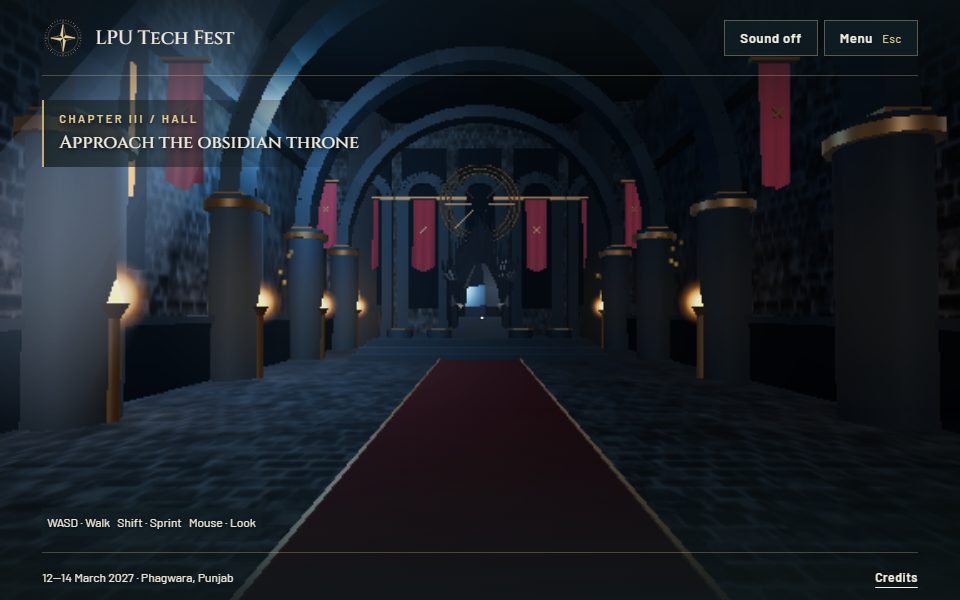 LPU Tech Fest
Sound off
Menu Esc
CHAPTER III / HALL
Approach the obsidian throne
WASD · Walk Shift · Sprint Mouse · Look
12–14 March 2027 · Phagwara, Punjab
Credits